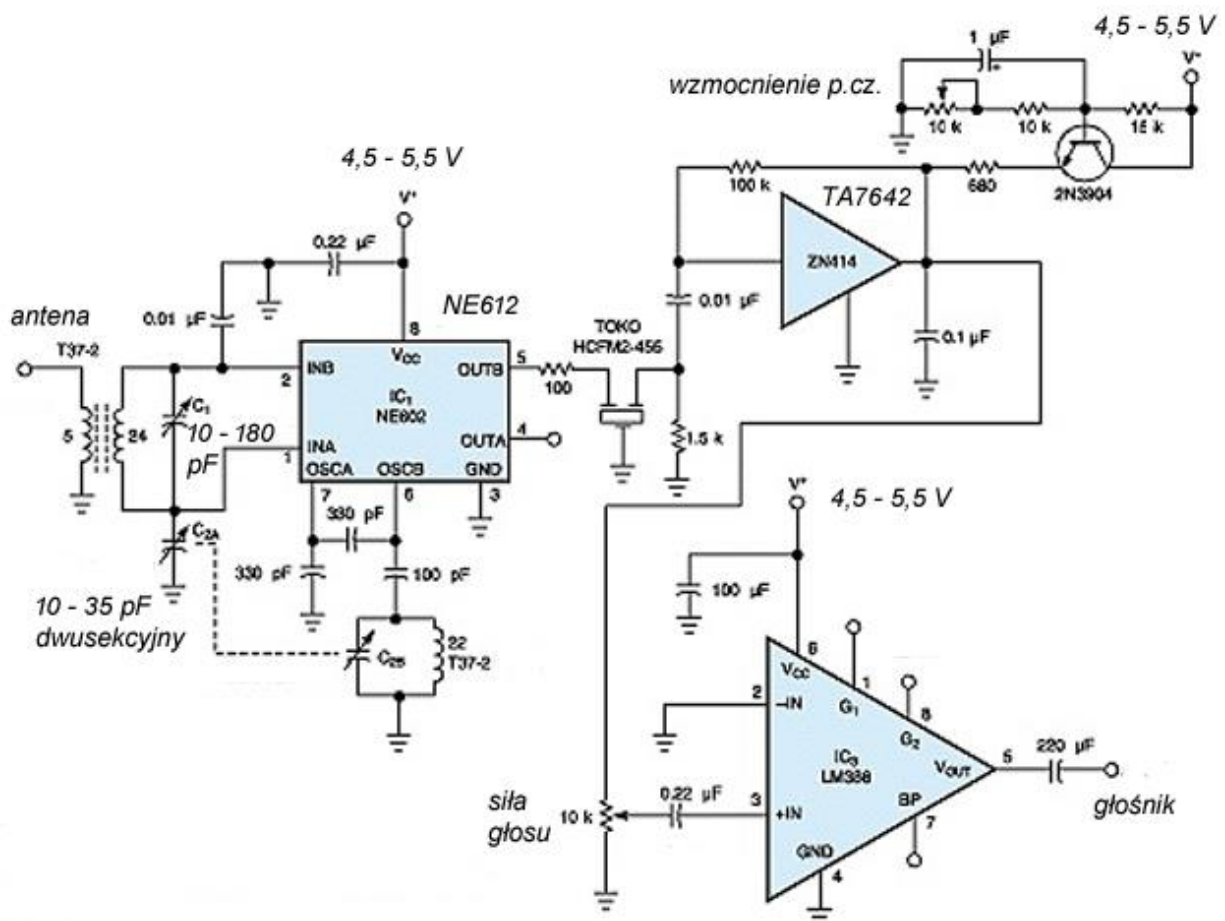 4,5 - 5,5 V
1 µF
V+
wzmocnienie p.cz.
10 k
10 k
15 k
4,5 - 5,5 V
V+
100 k
680
2N3904
TA7642
0.22 µF
ZN414
NE612
0.01 µF
0.01 µF
0.1 µF
antena
T37-2
8
VCC
TOKO
HCFM2-455
INB
2
OUTB
5
100
IC1
NE602
C1
5
24
10 - 180
pF
INA
1
OUTA
4
1.5 k
OSCA
OSCB
GND
7
6
3
C2A
330 pF
330 pF
100 pF
4,5 - 5,5 V
V+
10 - 35 pF
dwusekcyjny
C2B
22
T37-2
100 µF
6
VCC
1
G1
8
G2
2
-IN
IC3
LM386
VOUT
5
220 µF
siła
głosu
10 k
0.22 µF
3
+IN
BP
7
głośnik
GND
4